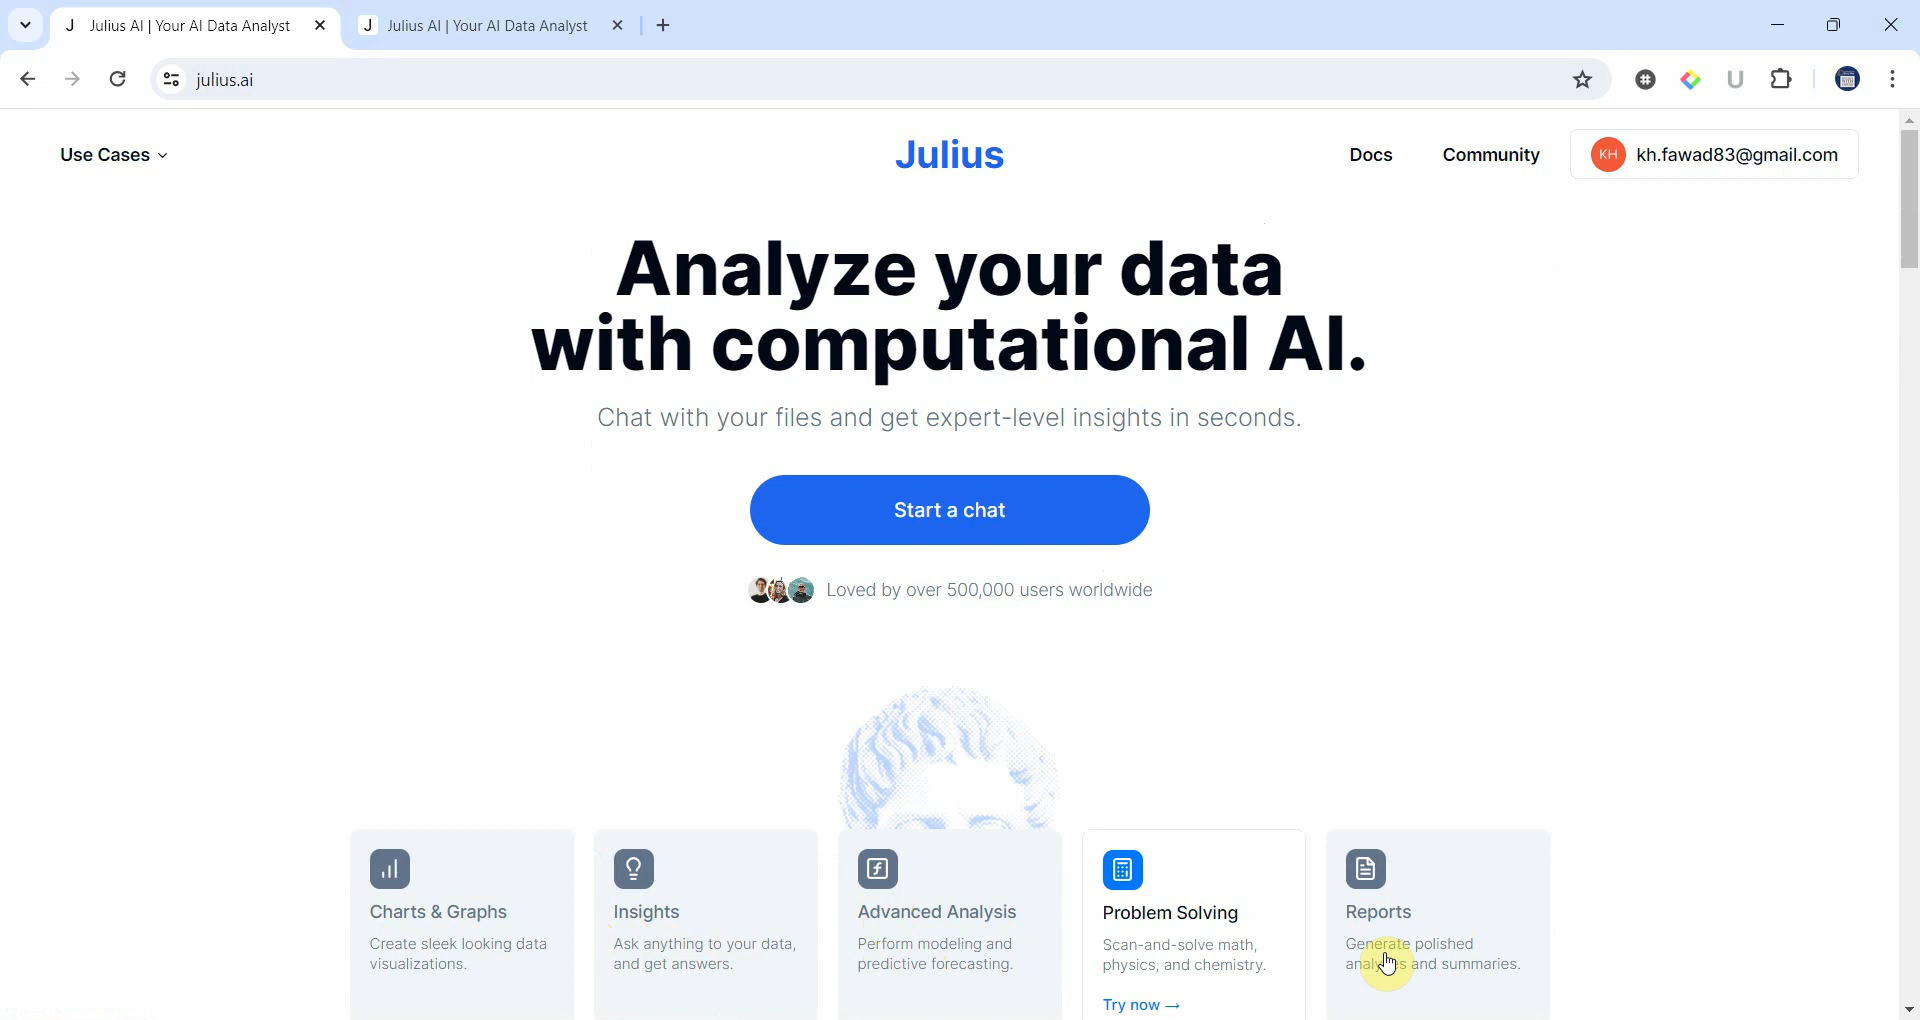 J Julius AI | Your AI Data Analyst
J Julius AI | Your AI Data Analyst
julius.ai
U
Use Cases
Julius
Docs
Community
KH kh.fawad83@gmail.com
Analyze your data
with computational AI.
Chat with your files and get expert-level insights in seconds.
Start a chat
Loved by over 500,000 users worldwide
Charts & Graphs
Create sleek looking data
visualizations.
Insights
Ask anything to your data,
and get answers.
Advanced Analysis
Perform modeling and
predictive forecasting.
Problem Solving
Scan-and-solve math,
physics, and chemistry.
Try now →
Reports
Generate polished
analyses and summaries.